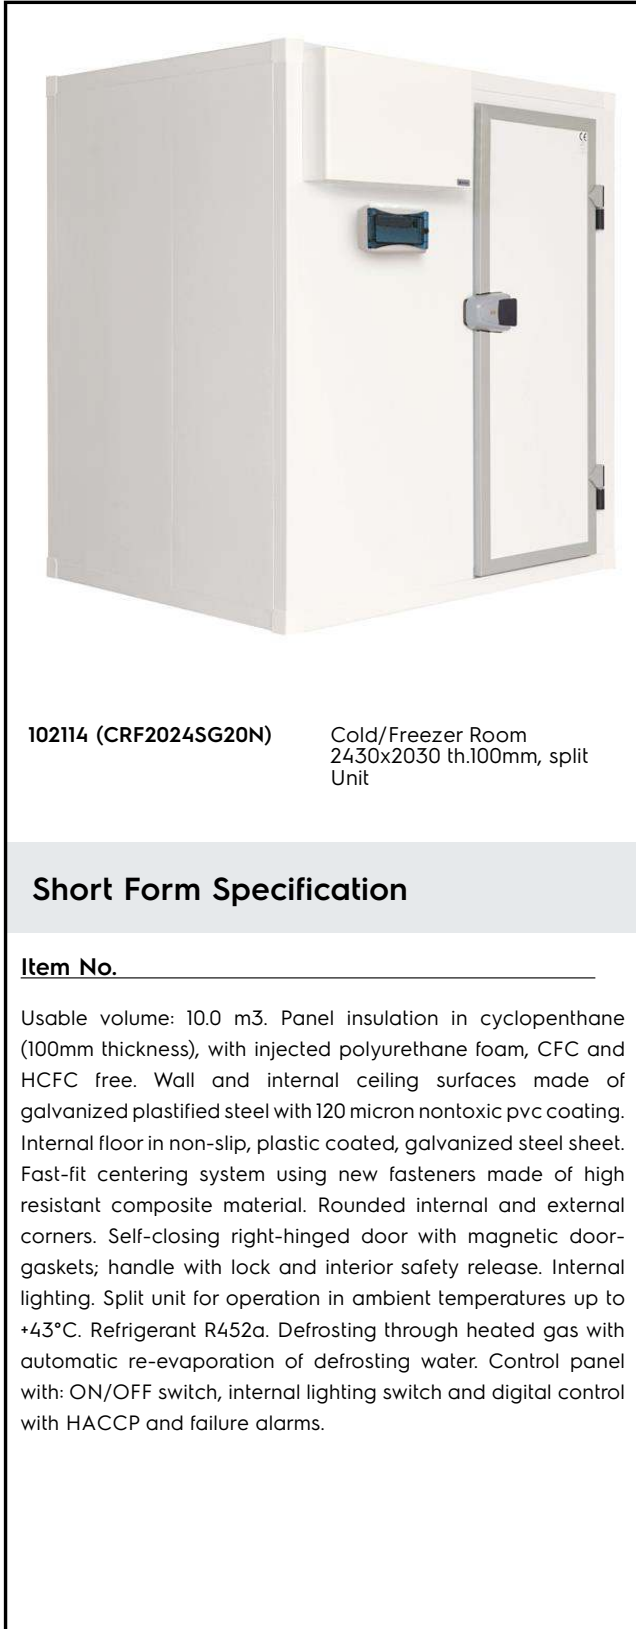 CE
102114 (CRF2024SG20N)
Cold/Freezer Room
2430x2030 th.100mm, split
Unit
Short Form Specification
Item No.
Usable volume: 10.0 m3. Panel insulation in cyclopenthane
(100mm thickness), with injected polyurethane foam, CFC and
HCFC free. Wall and internal ceiling surfaces made of
galvanized plastified steel with 120 micron nontoxic pvc coating.
Internal floor in non-slip, plastic coated, galvanized steel sheet.
Fast-fit centering system using new fasteners made of high
resistant composite material. Rounded internal and external
corners. Self-closing right-hinged door with magnetic door-
gaskets; handle with lock and interior safety release. Internal
lighting. Split unit for operation in ambient temperatures up to
+43°C. Refrigerant R452a. Defrosting through heated gas with
automatic re-evaporation of defrosting water. Control panel
with: ON/OFF switch, internal lighting switch and digital control
with HACCP and failure alarms.